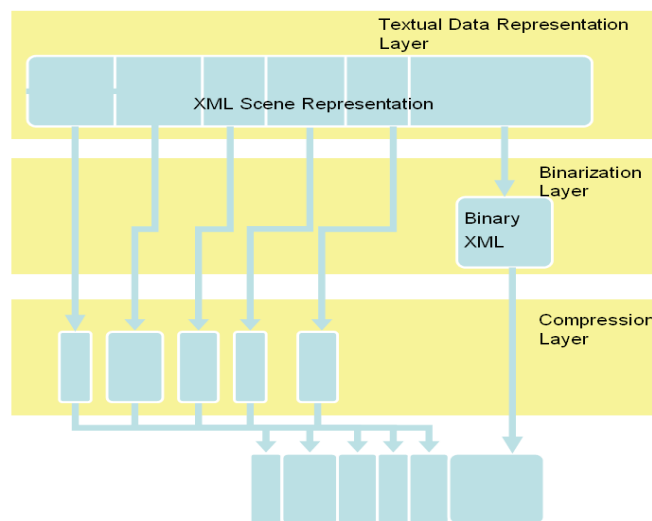 Textual Data Representation
Layer
XML Scene Representation
Binarization
Layer
Binary
XML
Compression
Layer